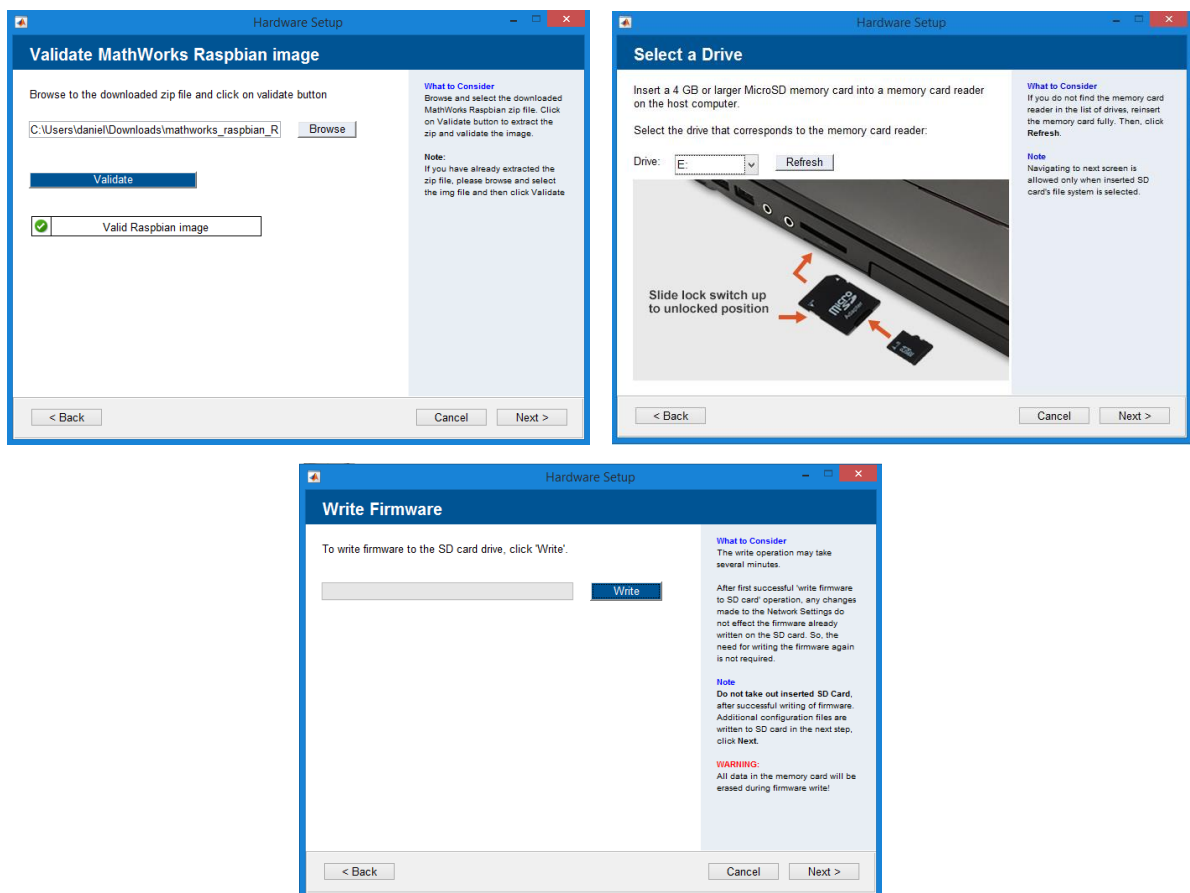 Hardware Setup
Validate MathWorks Raspbian image
Browse to the downloaded zip file and click on validate button
C:\Users\daniel\Downloads\mathworks_raspbian_R
Browse
Validate
Valid Raspbian image
What to Consider
Browse and select the downloaded
MathWorks Raspbian zip file. Click
on Validate button to extract the
zip and validate the image.
Note:
If you have already extracted the
zip file, please browse and select
the img file and then click Validate
< Back
Cancel
Next >
Hardware Setup
Select a Drive
Insert a 4 GB or larger MicroSD memory card into a memory card reader
on the host computer.
Select the drive that corresponds to the memory card reader:
Drive:
E:
Refresh
Slide lock switch up
to unlocked position
micro
SD
Adapter
What to Consider
If you do not find the memory card
reader in the list of drives, reinsert
the memory card fully. Then, click
Refresh.
Note
Navigating to next screen is
allowed only when inserted SD
card's file system is selected.
< Back
Cancel
Next >
Hardware Setup
Write Firmware
To write firmware to the SD card drive, click 'Write'.
Write
What to Consider
The write operation may take
several minutes.
After first successful 'write firmware
to SD card' operation, any changes
made to the Network Settings do
not effect the firmware already
written on the SD card. So, the
need for writing the firmware again
is not required.
Note
Do not take out inserted SD Card,
after successful writing of firmware.
Additional configuration files are
written to SD card in the next step,
click Next.
WARNING:
All data in the memory card will be
erased during firmware write!
< Back
Cancel
Next >